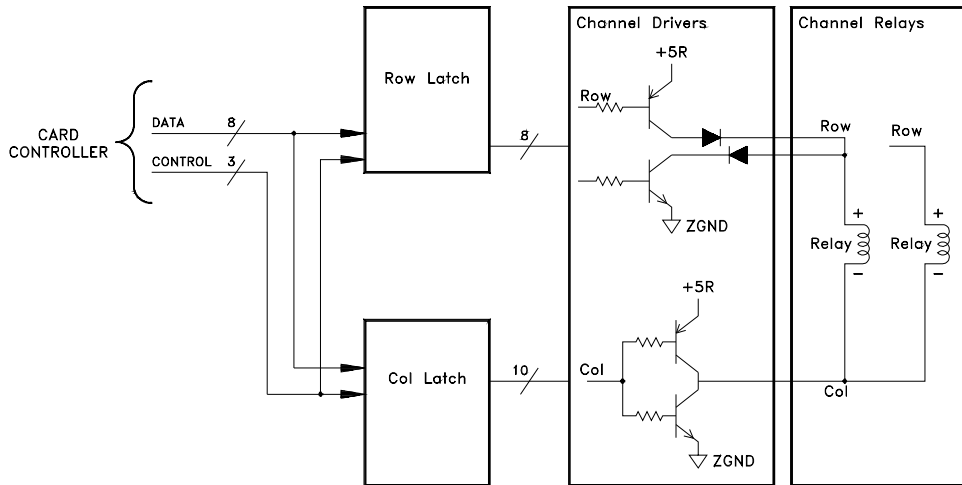 Channel Drivers
Channel Relays
+5R
Row Latch
Row
Row
Row
CARD
CONTROLLER
DATA
8
CONTROL
3
8
ZGND
+
+
Relay
Relay
-
-
+5R
Col Latch
10
Col
Col
ZGND